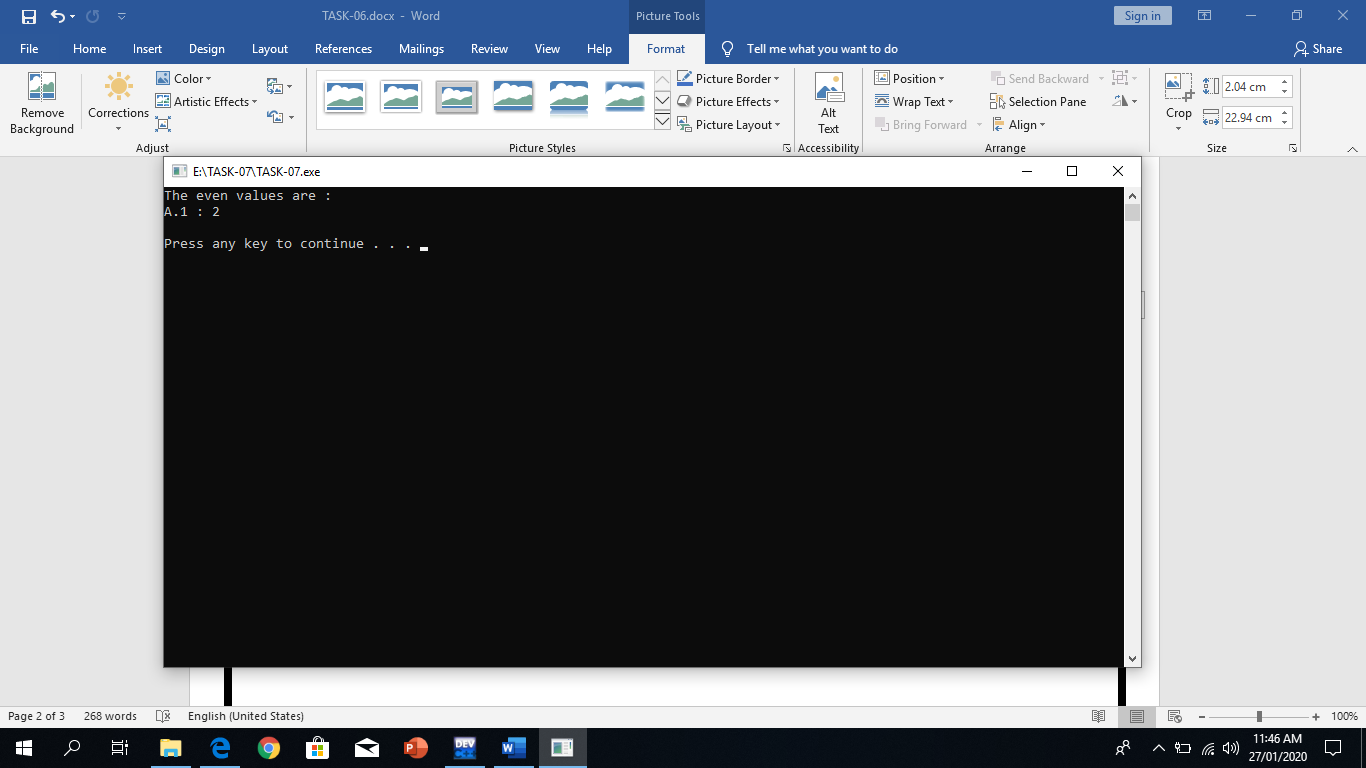 TASK-06.docx - Word
Picture Tools
Sign in
File Home Insert Design Layout References Mailings Review View Help Format Tell me what you want to do Share
Remove Background
Corrections
Color
Artistic Effects
Adjust
Picture Styles
Picture Border
Picture Effects
Picture Layout
Alt Text
Accessibility
Position
Wrap Text
Bring Forward
Send Backward
Selection Pane
Align
Arrange
Crop
2.04 cm
22.94 cm
Size
E:\TASK-07\TASK-07.exe
The even values are :
A.1 : 2
Press any key to continue . . .
Page 2 of 3 268 words English (United States) 100%
DEV
11:46 AM
27/01/2020